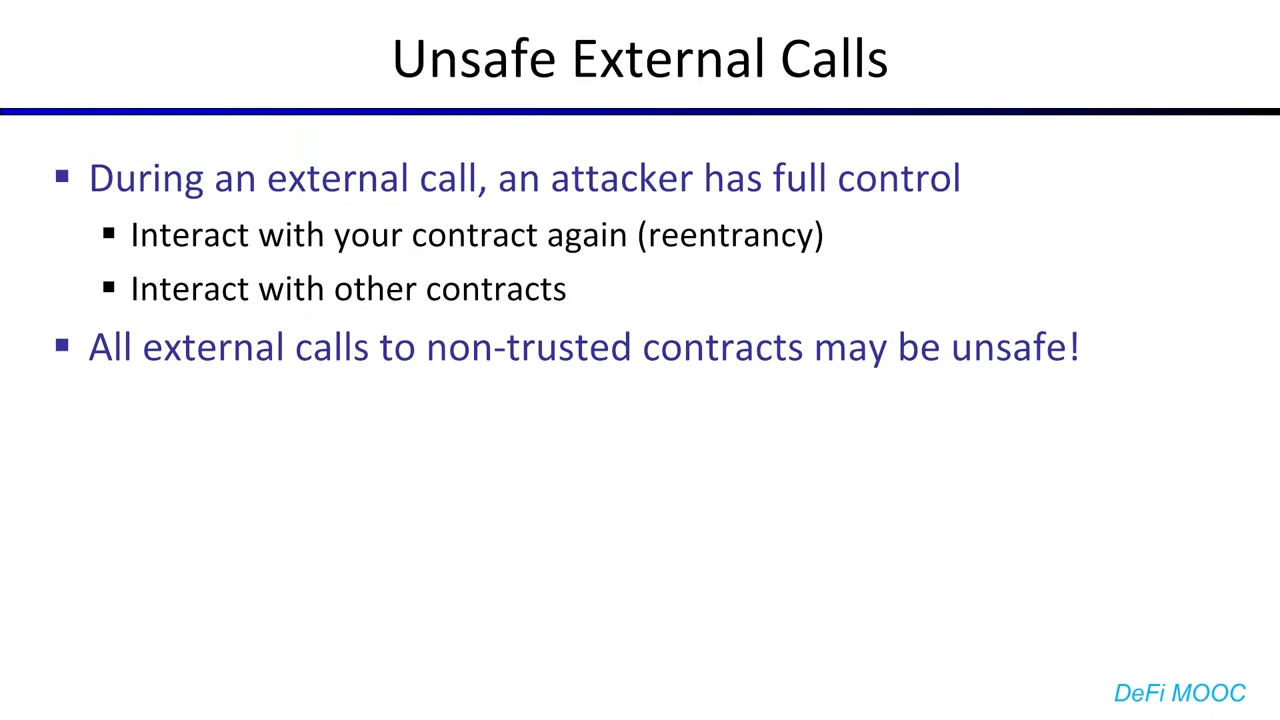 Unsafe External Calls
▪ During an external call, an attacker has full control
▪ Interact with your contract again (reentrancy)
▪ Interact with other contracts
▪ All external calls to non-trusted contracts may be unsafe!
DeFi MOOC